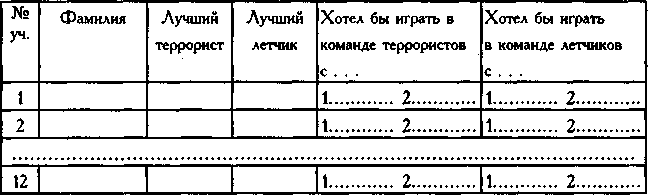 № уч. Фамилия Лучший террорист Лучший летчик Хотел бы играть в команде террористов с . . . Хотел бы играть в команде летчиков с . . .
1 1........... 2........... 1........... 2...........
2 1........... 2........... 1........... 2...........
....................................................................................................
12 1........... 2........... 1........... 2...........